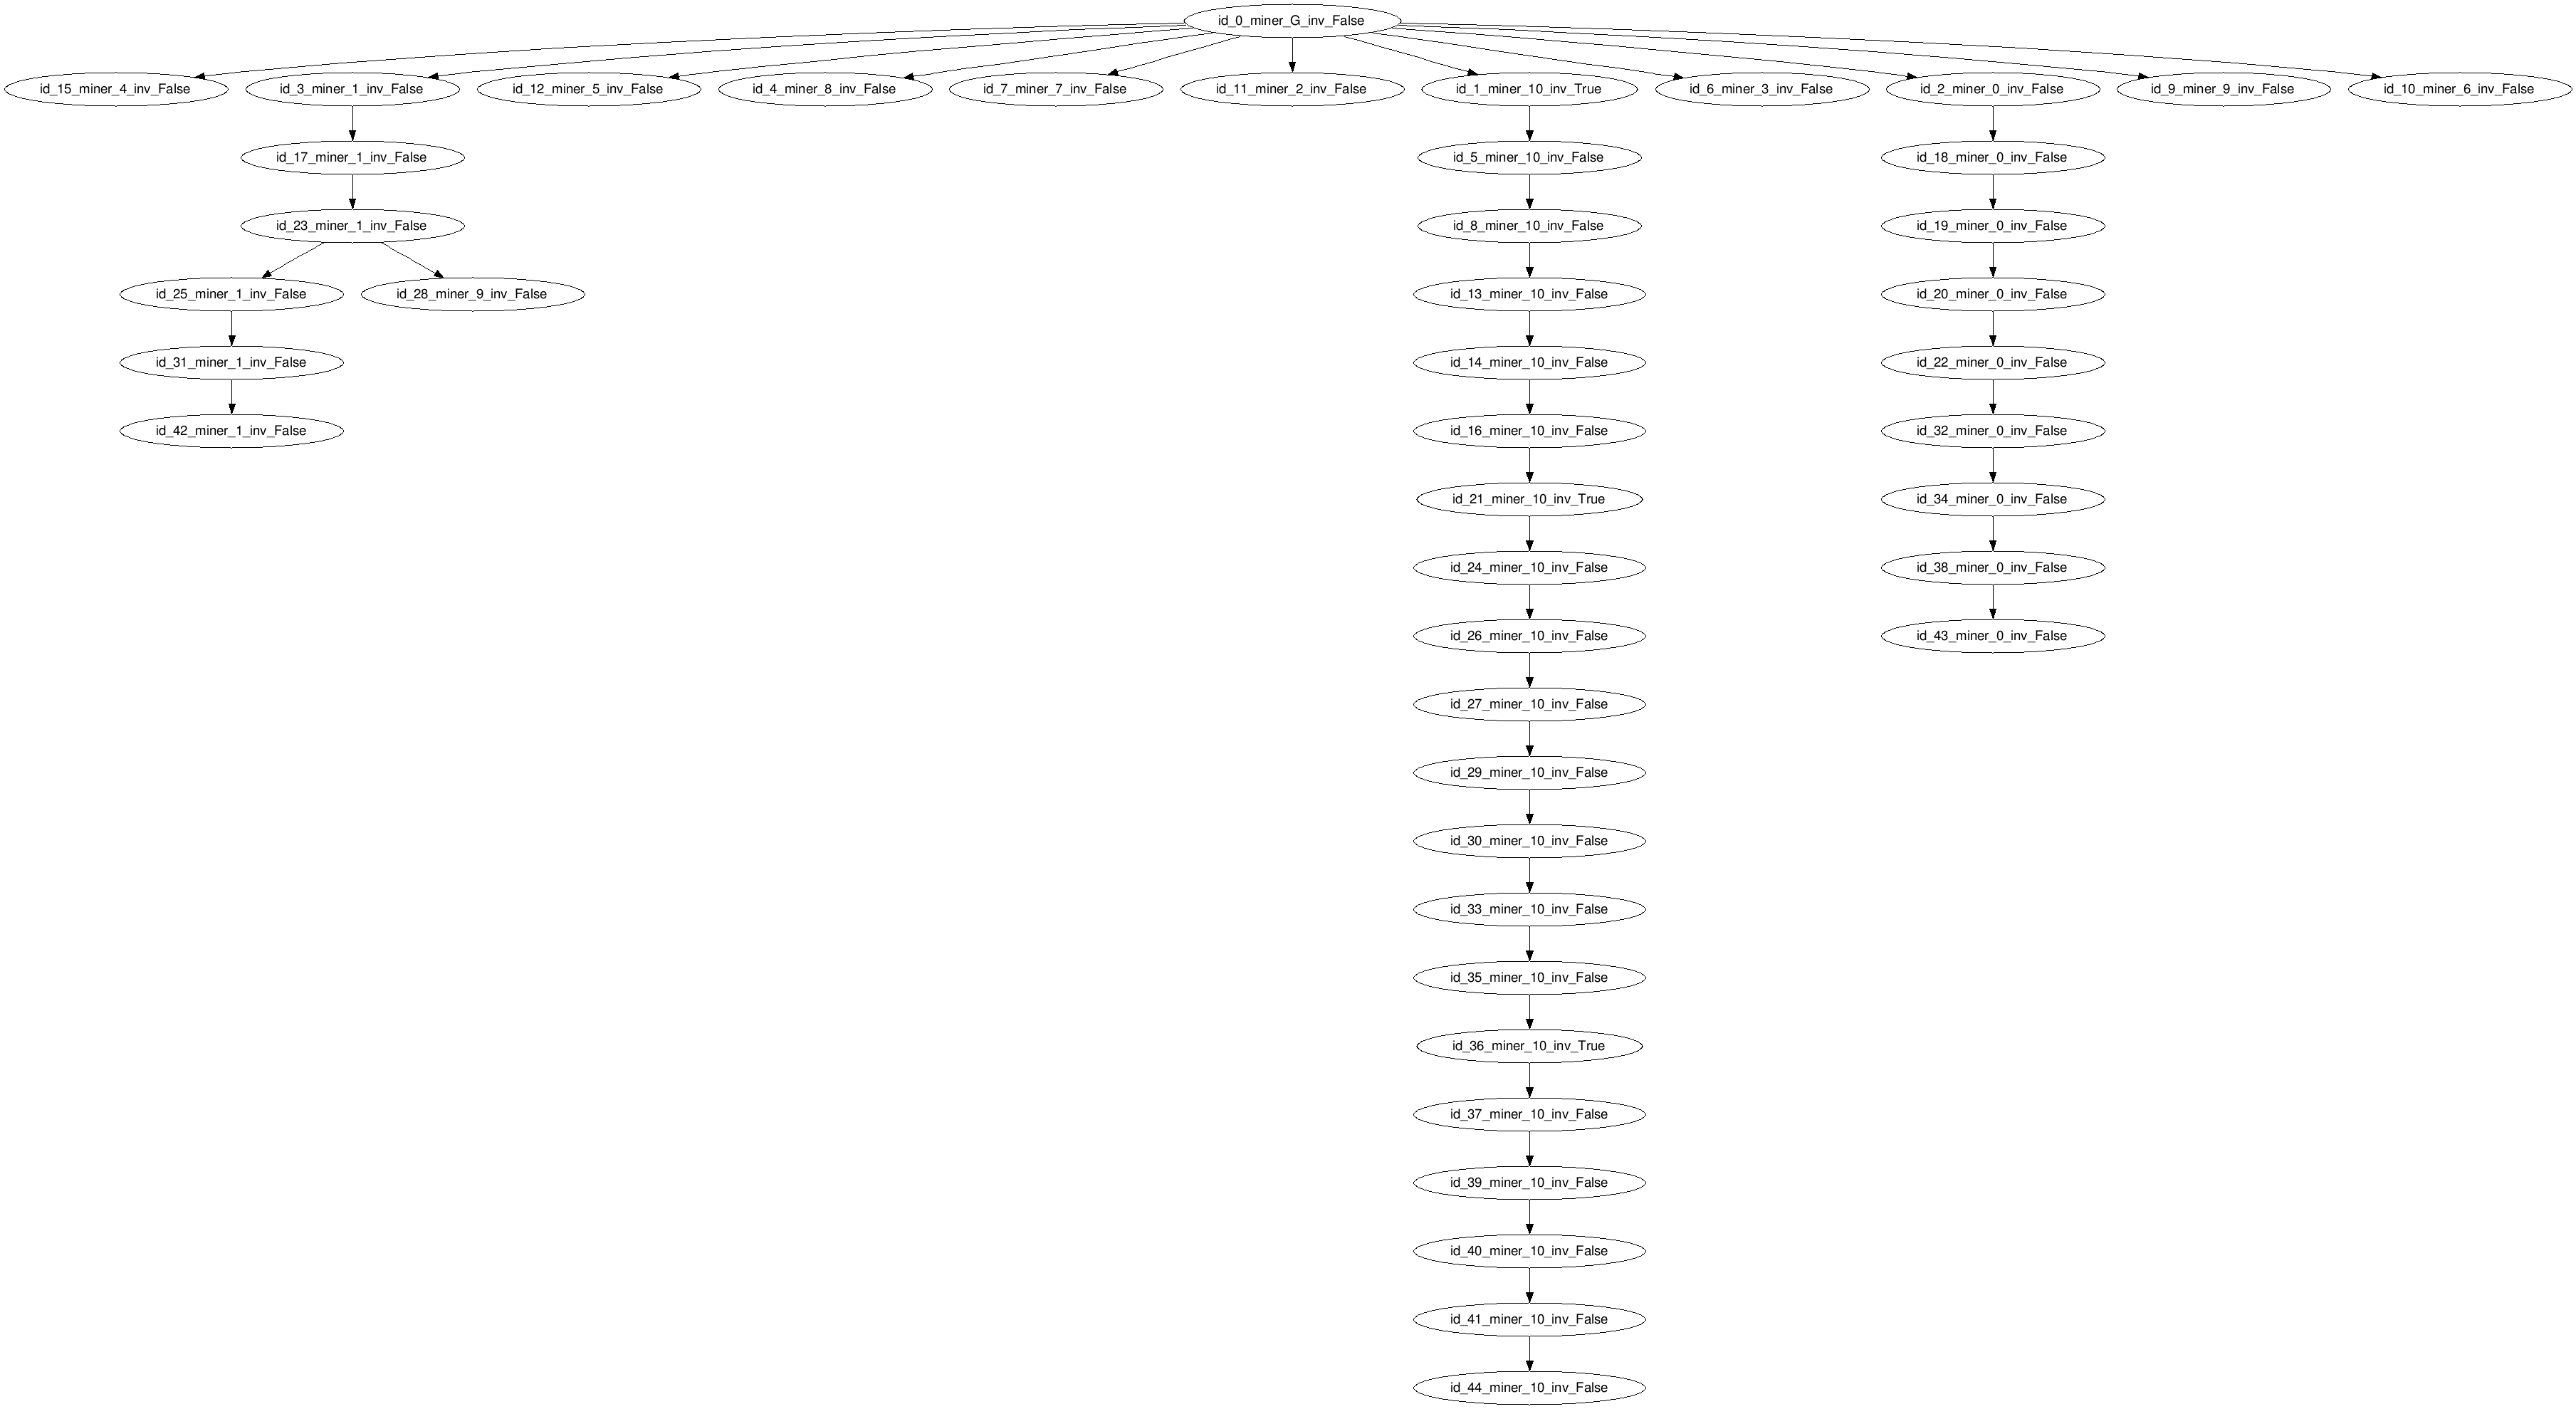 id_0_miner_G_inv_False
id_15_miner_4_inv_False
id_3_miner_1_inv_False
id_12_miner_5_inv_False
id_4_miner_8_inv_False
id_7_miner_7_inv_False
id_11_miner_2_inv_False
id_1_miner_10_inv_True
id_6_miner_3_inv_False
id_2_miner_0_inv_False
id_9_miner_9_inv_False
id_10_miner_6_inv_False
id_17_miner_1_inv_False
id_5_miner_10_inv_False
id_18_miner_0_inv_False
id_23_miner_1_inv_False
id_8_miner_10_inv_False
id_19_miner_0_inv_False
id_25_miner_1_inv_False
id_28_miner_9_inv_False
id_13_miner_10_inv_False
id_20_miner_0_inv_False
id_31_miner_1_inv_False
id_14_miner_10_inv_False
id_22_miner_0_inv_False
id_42_miner_1_inv_False
id_16_miner_10_inv_False
id_32_miner_0_inv_False
id_21_miner_10_inv_True
id_34_miner_0_inv_False
id_24_miner_10_inv_False
id_38_miner_0_inv_False
id_26_miner_10_inv_False
id_43_miner_0_inv_False
id_27_miner_10_inv_False
id_29_miner_10_inv_False
id_30_miner_10_inv_False
id_33_miner_10_inv_False
id_35_miner_10_inv_False
id_36_miner_10_inv_True
id_37_miner_10_inv_False
id_39_miner_10_inv_False
id_40_miner_10_inv_False
id_41_miner_10_inv_False
id_44_miner_10_inv_False